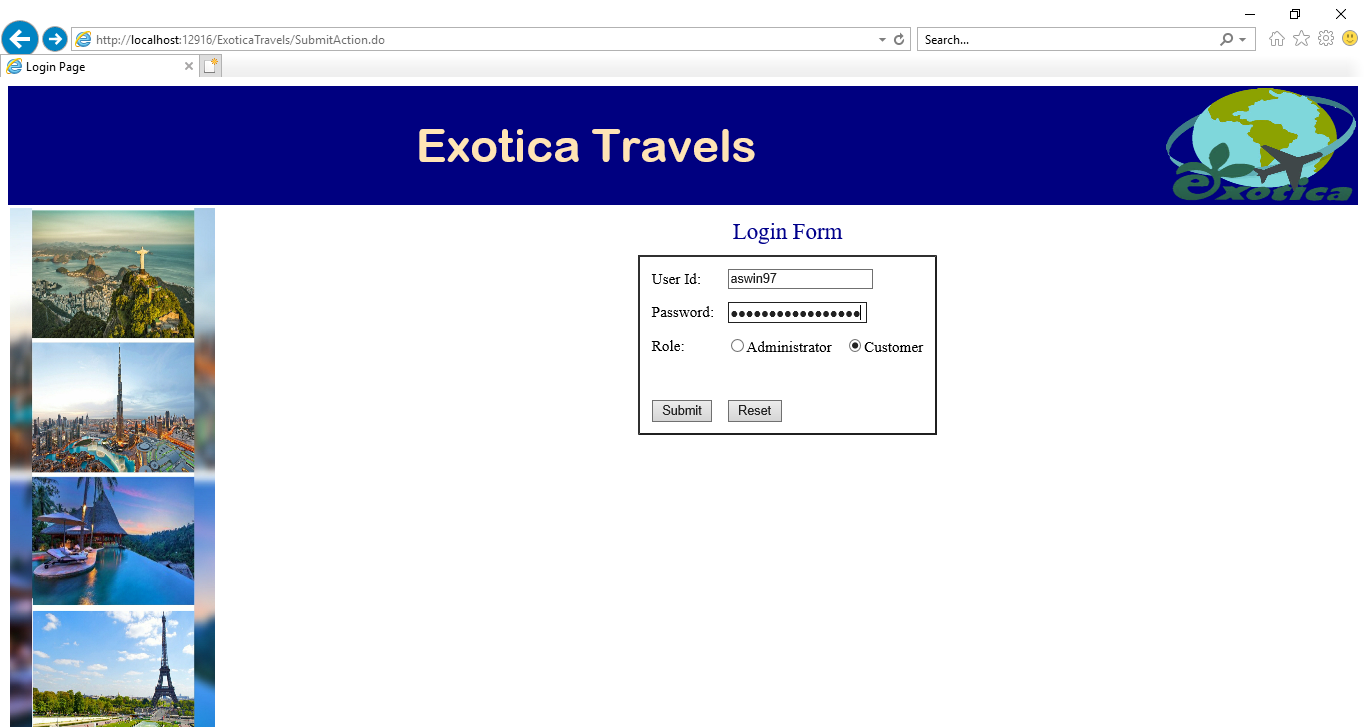 http://localhost:12916/ExoticaTravels/SubmitAction.do
Search...
Login Page
Exotica Travels
exotica
Login Form
User Id: aswin97
Password: •••••••••••••••••
Role: Administrator Customer
Submit Reset